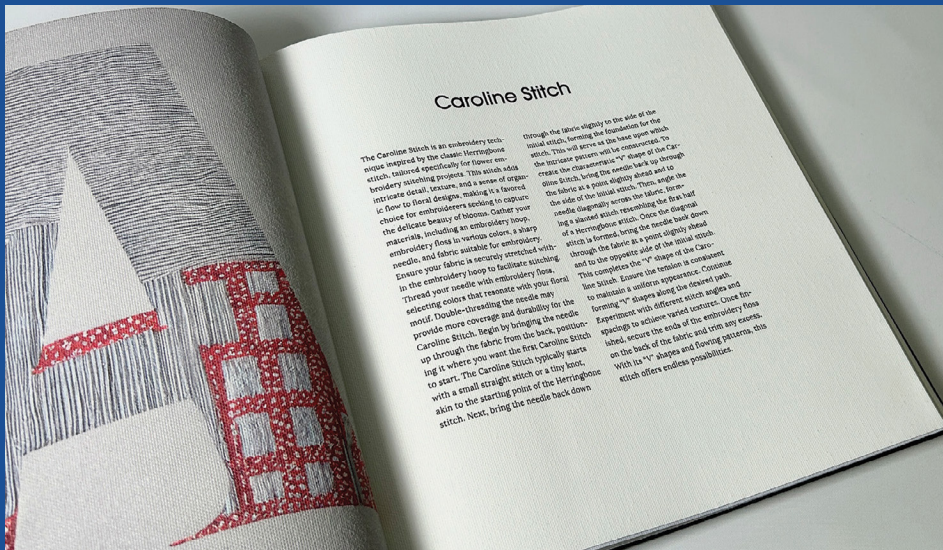 Caroline Stitch
The Caroline Stitch is an embroidery tech-
nique inspired by the classic Herringbone
stitch, tailored specifically for flower em-
broidery stitching projects. This stitch adds
intricate detail, texture, and a sense of organ-
ic flow to floral designs, making it a favored
choice for embroiderers seeking to capture
the delicate beauty of blooms. Gather your
materials, including an embroidery hoop,
embroidery floss in various colors, a sharp
needle, and fabric suitable for embroidery.
Ensure your fabric is securely stretched with-
in the embroidery hoop to facilitate stitching.
Thread your needle with embroidery floss,
selecting colors that resonate with your floral
motif. Double-threading the needle may
provide more coverage and durability for the
Caroline Stitch. Begin by bringing the needle
up through the fabric from the back, position-
ing it where you want the first Caroline Stitch
to start. The Caroline Stitch typically starts
with a small straight stitch or a tiny knot,
akin to the starting point of the Herringbone
stitch. Next, bring the needle back down
through the fabric slightly to the side of the
initial stitch, forming the foundation for the
stitch. This will serve as the base upon which
the intricate pattern will be constructed. To
create the characteristic "V" shape of the Car-
oline Stitch, bring the needle back up through
the fabric at a point slightly ahead and to
the side of the initial stitch. Then, angle the
needle diagonally across the fabric, form-
ing a slanted stitch resembling the first half
of a Herringbone stitch. Once the diagonal
stitch is formed, bring the needle back down
through the fabric at a point slightly ahead
and to the opposite side of the initial stitch.
This completes the "V" shape of the Caro-
line Stitch. Ensure the tension is consistent
to maintain a uniform appearance. Continue
forming "V" shapes along the desired path.
Experiment with different stitch angles and
spacings to achieve varied textures. Once fin-
ished, secure the ends of the embroidery floss
on the back of the fabric and trim any excess.
With its "V" shapes and flowing patterns, this
stitch offers endless possibilities.